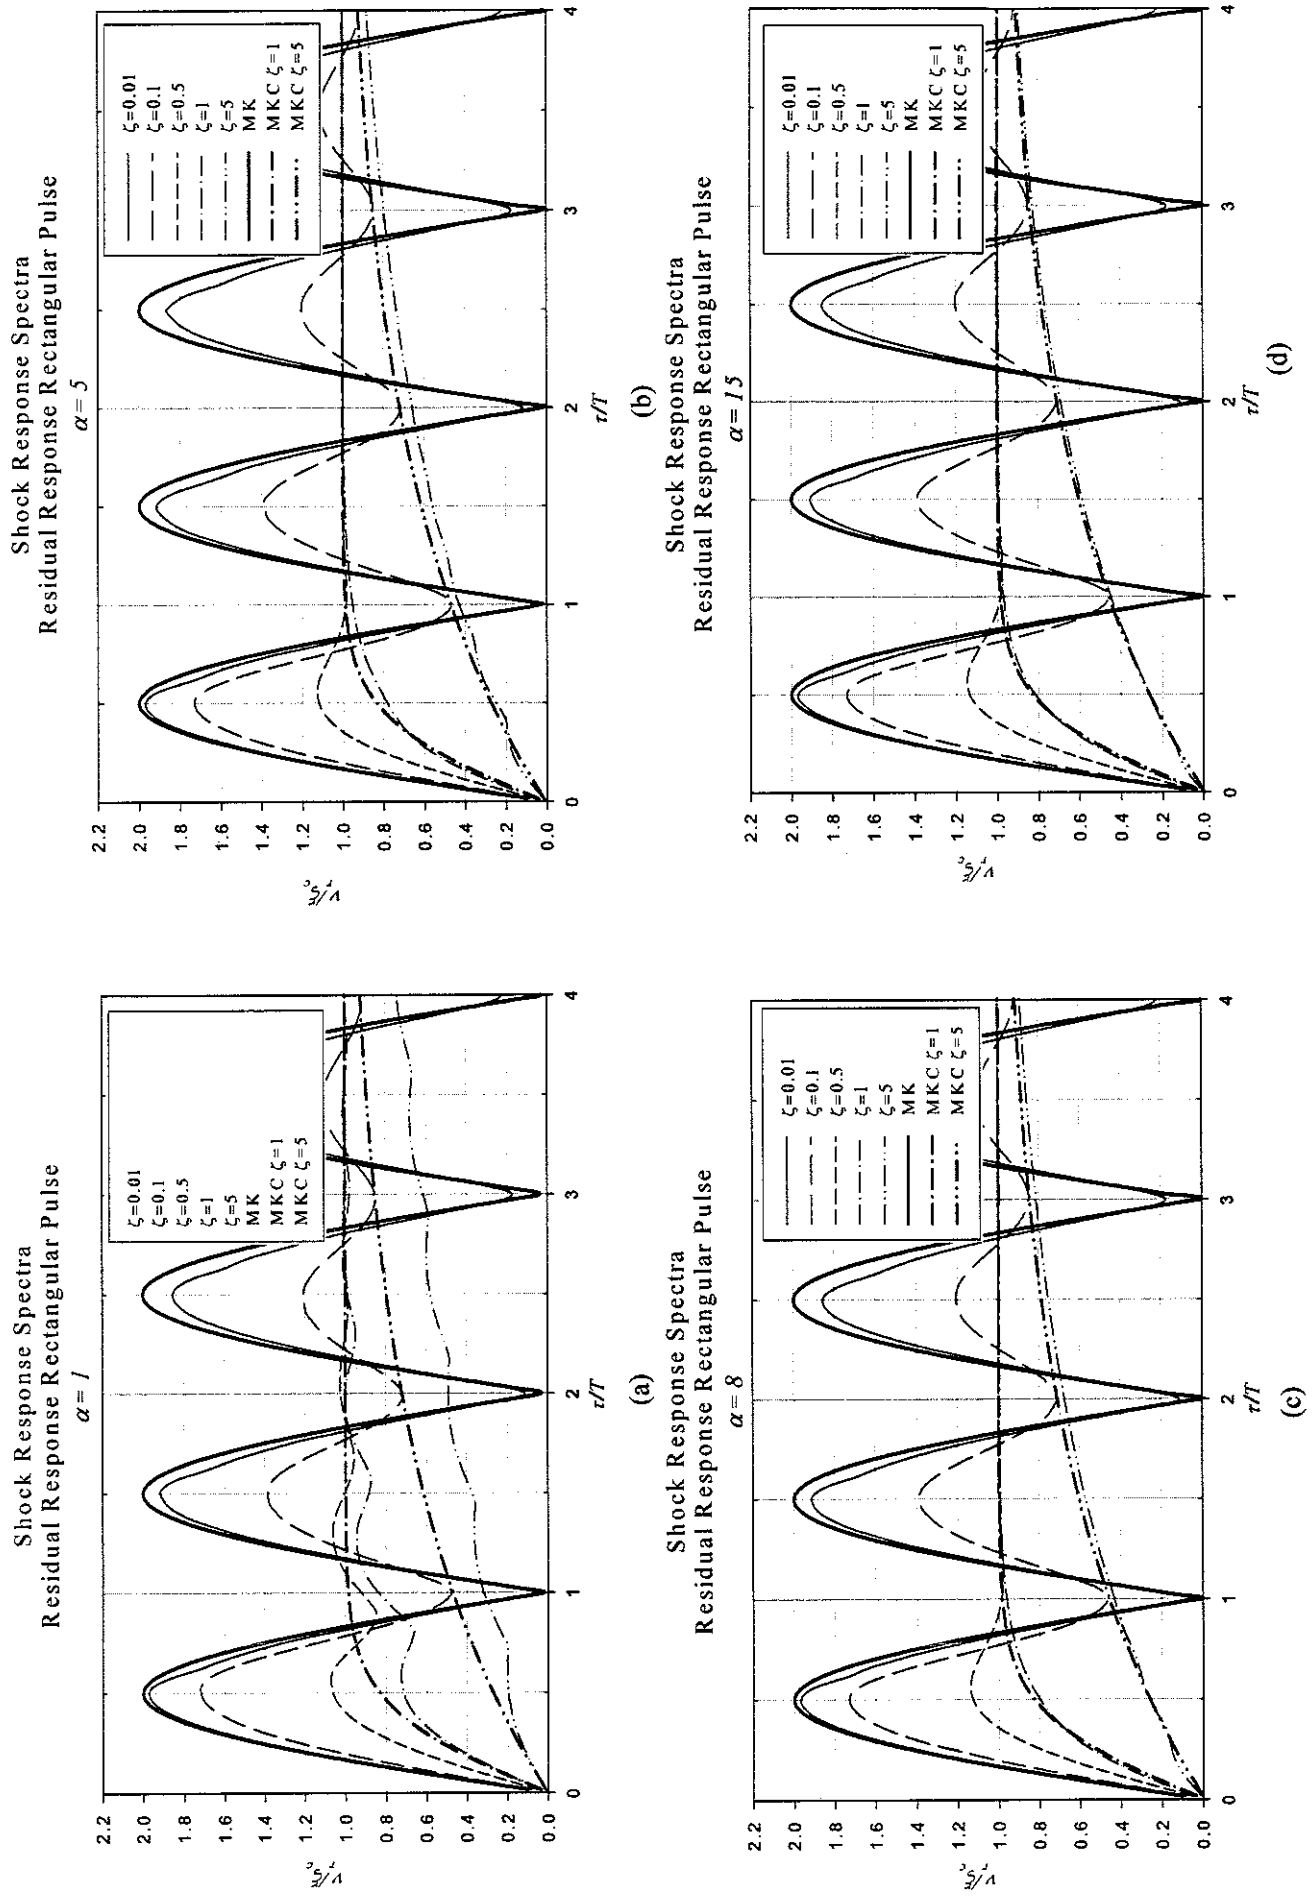 Shock Response Spectra
Residual Response Rectangular Pulse
α= 1
2.2
2.0
1.8
1.6
1.4
1.2
1.0
0.8
0.6
0.4
0.2
0.0
ν_r/ξ_c
0
1
2
3
4
τ/T
ζ=0.01
ζ=0.1
ζ=0.5
ζ=1
ζ=5
MK
MKC ζ=1
MKC ζ=5
(a)
Shock Response Spectra
Residual Response Rectangular Pulse
α= 5
2.2
2.0
1.8
1.6
1.4
1.2
1.0
0.8
0.6
0.4
0.2
0.0
ν_r/ξ_c
0
1
2
3
4
τ/T
ζ=0.01
ζ=0.1
ζ=0.5
ζ=1
ζ=5
MK
MKC ζ=1
MKC ζ=5
(b)
Shock Response Spectra
Residual Response Rectangular Pulse
α= 8
2.2
2.0
1.8
1.6
1.4
1.2
1.0
0.8
0.6
0.4
0.2
0.0
ν_r/ξ_c
0
1
2
3
4
τ/T
ζ=0.01
ζ=0.1
ζ=0.5
ζ=1
ζ=5
MK
MKC ζ=1
MKC ζ=5
(c)
Shock Response Spectra
Residual Response Rectangular Pulse
α= 15
2.2
2.0
1.8
1.6
1.4
1.2
1.0
0.8
0.6
0.4
0.2
0.0
ν_r/ξ_c
0
1
2
3
4
τ/T
ζ=0.01
ζ=0.1
ζ=0.5
ζ=1
ζ=5
MK
MKC ζ=1
MKC ζ=5
(d)